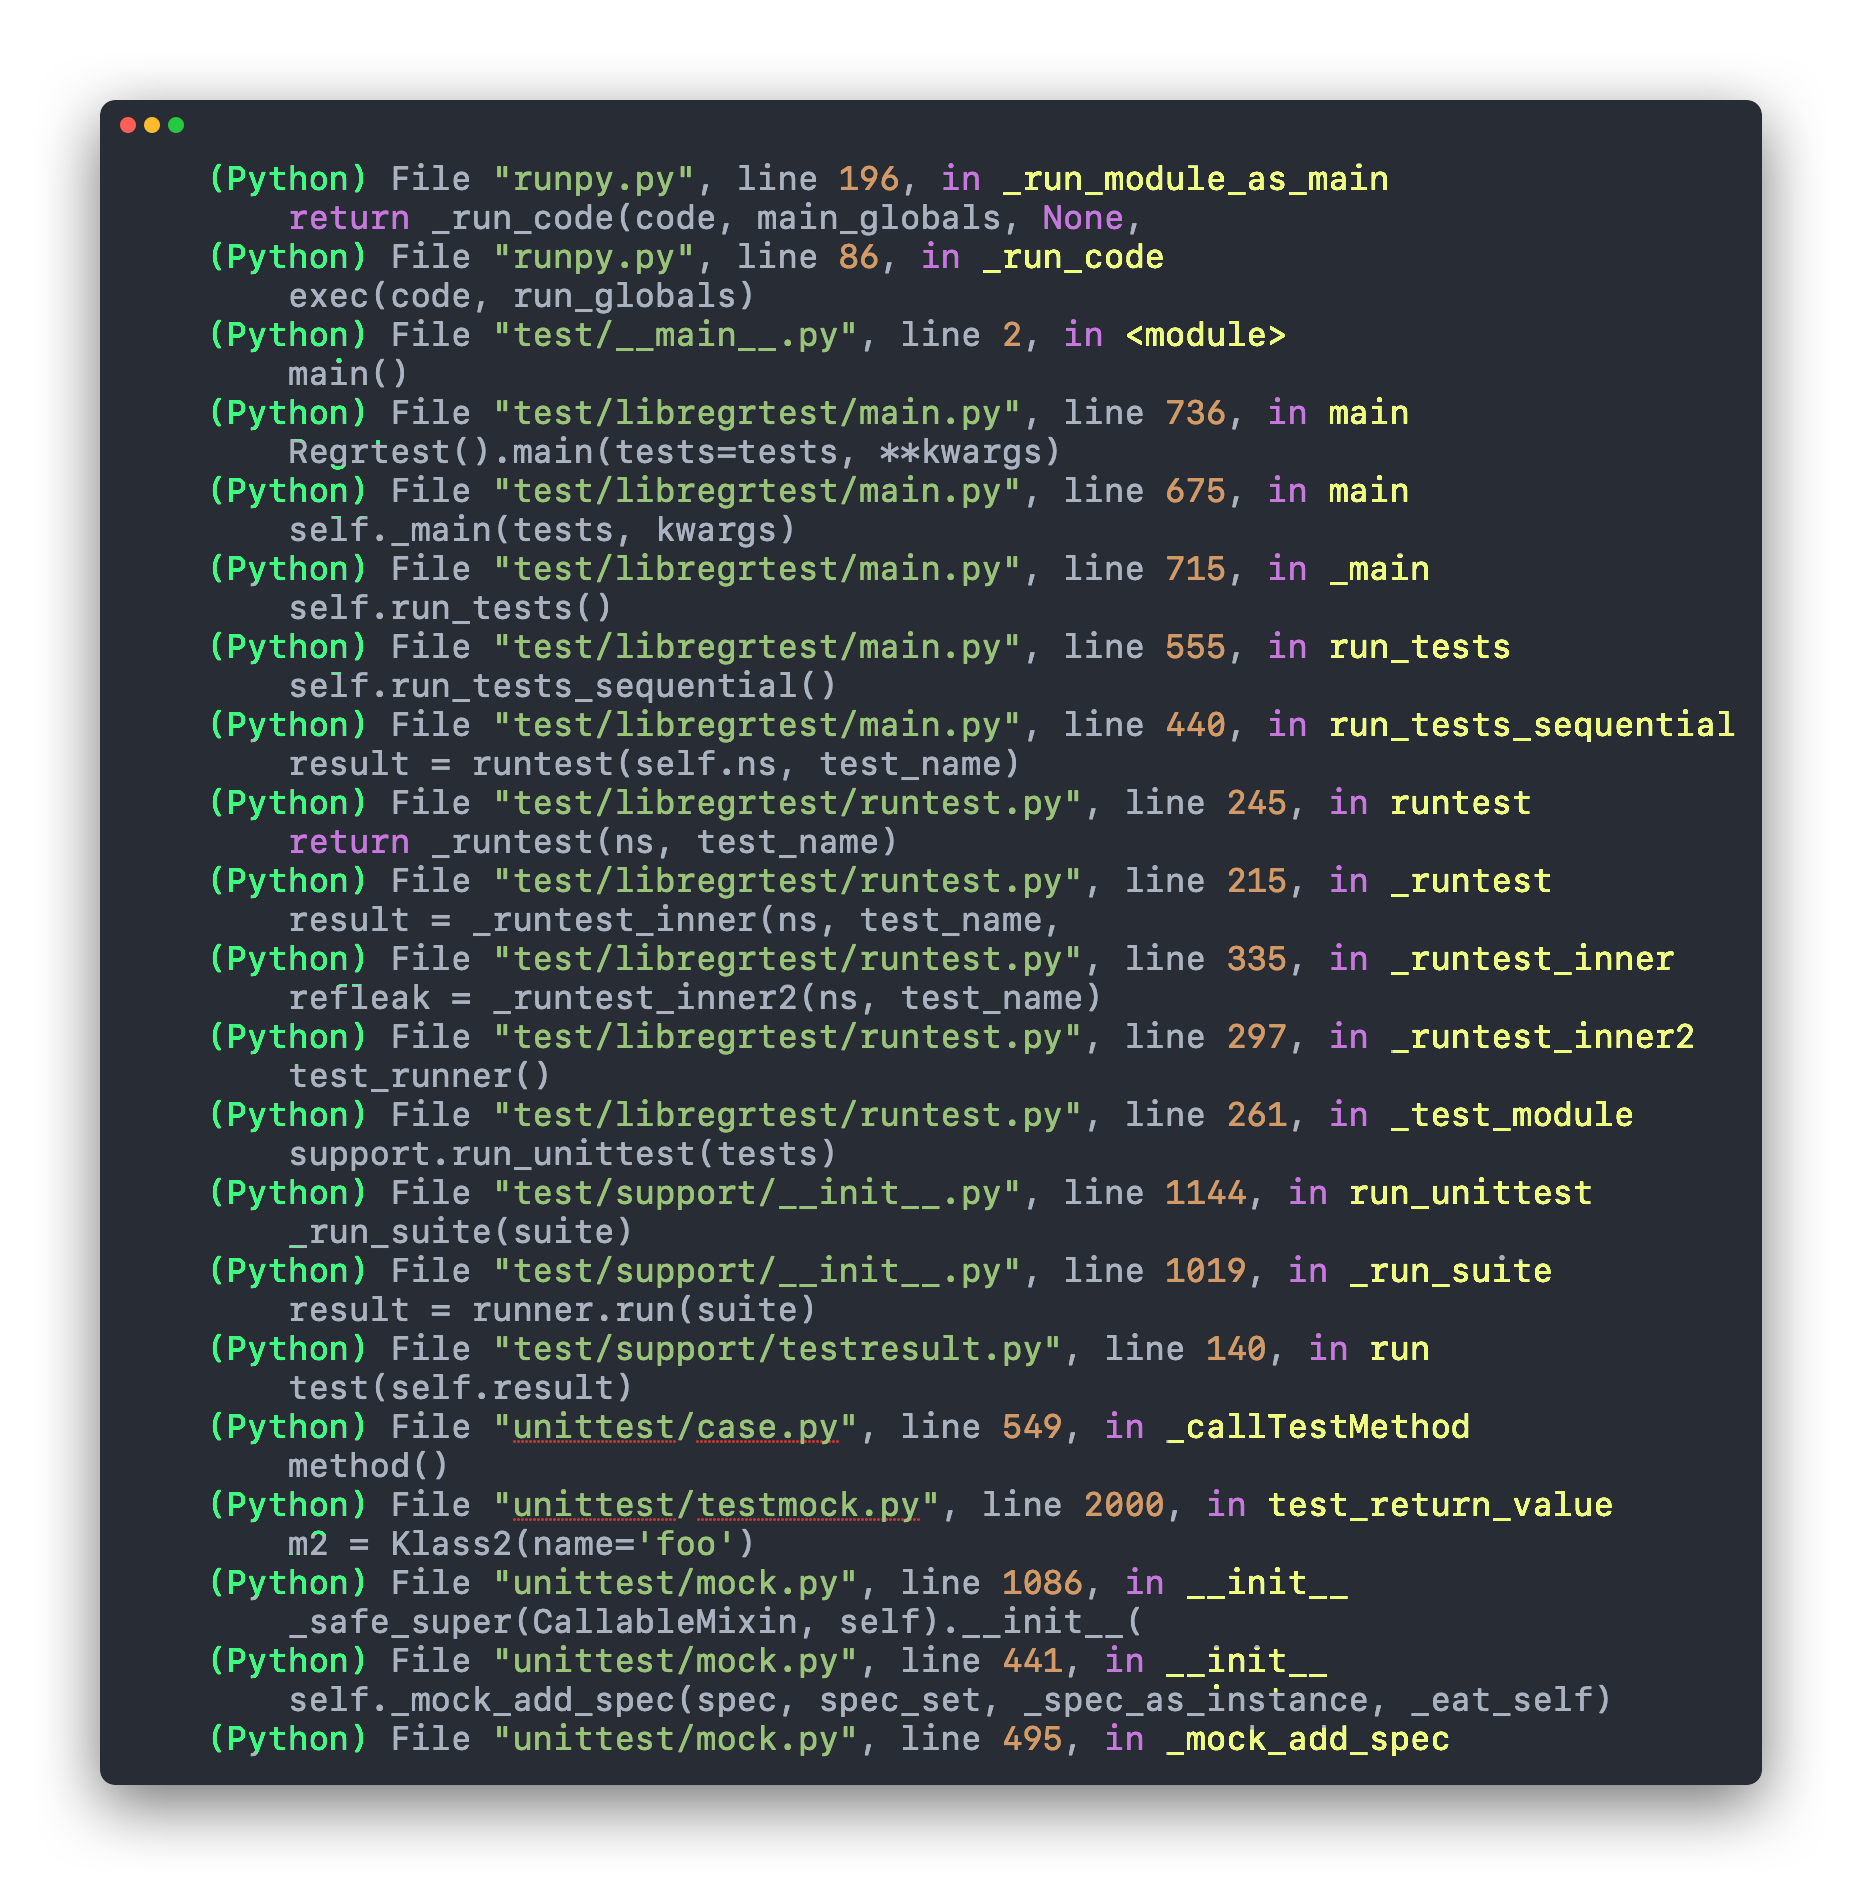 (Python) File "runpy.py", line 196, in _run_module_as_main
    return _run_code(code, main_globals, None,
(Python) File "runpy.py", line 86, in _run_code
    exec(code, run_globals)
(Python) File "test/__main__.py", line 2, in <module>
    main()
(Python) File "test/libregrtest/main.py", line 736, in main
    Regrtest().main(tests=tests, **kwargs)
(Python) File "test/libregrtest/main.py", line 675, in main
    self._main(tests, kwargs)
(Python) File "test/libregrtest/main.py", line 715, in _main
    self.run_tests()
(Python) File "test/libregrtest/main.py", line 555, in run_tests
    self.run_tests_sequential()
(Python) File "test/libregrtest/main.py", line 440, in run_tests_sequential
    result = runtest(self.ns, test_name)
(Python) File "test/libregrtest/runtest.py", line 245, in runtest
    return _runtest(ns, test_name)
(Python) File "test/libregrtest/runtest.py", line 215, in _runtest
    result = _runtest_inner(ns, test_name,
(Python) File "test/libregrtest/runtest.py", line 335, in _runtest_inner
    refleak = _runtest_inner2(ns, test_name)
(Python) File "test/libregrtest/runtest.py", line 297, in _runtest_inner2
    test_runner()
(Python) File "test/libregrtest/runtest.py", line 261, in _test_module
    support.run_unittest(tests)
(Python) File "test/support/__init__.py", line 1144, in run_unittest
    _run_suite(suite)
(Python) File "test/support/__init__.py", line 1019, in _run_suite
    result = runner.run(suite)
(Python) File "test/support/testresult.py", line 140, in run
    test(self.result)
(Python) File "unittest/case.py", line 549, in _callTestMethod
    method()
(Python) File "unittest/testmock.py", line 2000, in test_return_value
    m2 = Klass2(name='foo')
(Python) File "unittest/mock.py", line 1086, in __init__
    _safe_super(CallableMixin, self).__init__(
(Python) File "unittest/mock.py", line 441, in __init__
    self._mock_add_spec(spec, spec_set, _spec_as_instance, _eat_self)
(Python) File "unittest/mock.py", line 495, in _mock_add_spec